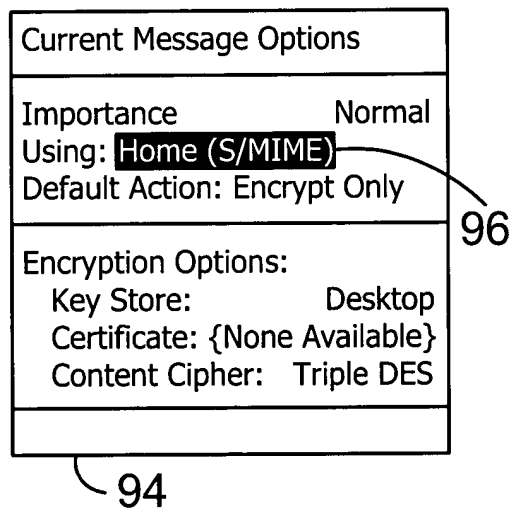 Current Message Options
Importance Normal
Using: Home (S/MIME)
Default Action: Encrypt Only
96
Encryption Options:
Key Store: Desktop
Certificate: {None Available}
Content Cipher: Triple DES
94